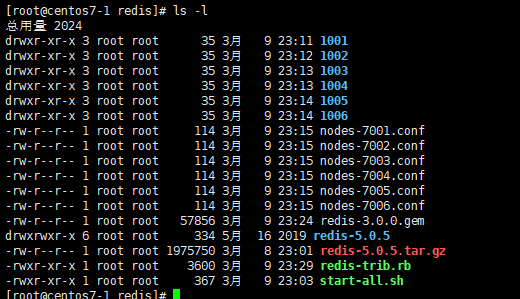 [root@centos7-1 redis]# ls -l
总用量 2024
drwxr-xr-x 3 root root      35 3月   9 23:11 1001
drwxr-xr-x 3 root root      35 3月   9 23:12 1002
drwxr-xr-x 3 root root      35 3月   9 23:13 1003
drwxr-xr-x 3 root root      35 3月   9 23:13 1004
drwxr-xr-x 3 root root      35 3月   9 23:14 1005
drwxr-xr-x 3 root root      35 3月   9 23:14 1006
-rw-r--r-- 1 root root     114 3月   9 23:15 nodes-7001.conf
-rw-r--r-- 1 root root     114 3月   9 23:15 nodes-7002.conf
-rw-r--r-- 1 root root     114 3月   9 23:15 nodes-7003.conf
-rw-r--r-- 1 root root     114 3月   9 23:15 nodes-7004.conf
-rw-r--r-- 1 root root     114 3月   9 23:15 nodes-7005.conf
-rw-r--r-- 1 root root     114 3月   9 23:15 nodes-7006.conf
-rw-r--r-- 1 root root   57856 3月   9 23:24 redis-3.0.0.gem
drwxrwxr-x 6 root root     334 5月  16 2019 redis-5.0.5
-rw-r--r-- 1 root root 1975750 3月   8 23:01 redis-5.0.5.tar.gz
-rwxr-xr-x 1 root root    3600 3月   9 23:29 redis-trib.rb
-rwxr-xr-x 1 root root     367 3月   9 23:03 start-all.sh
[root@centos7-1 redis]#